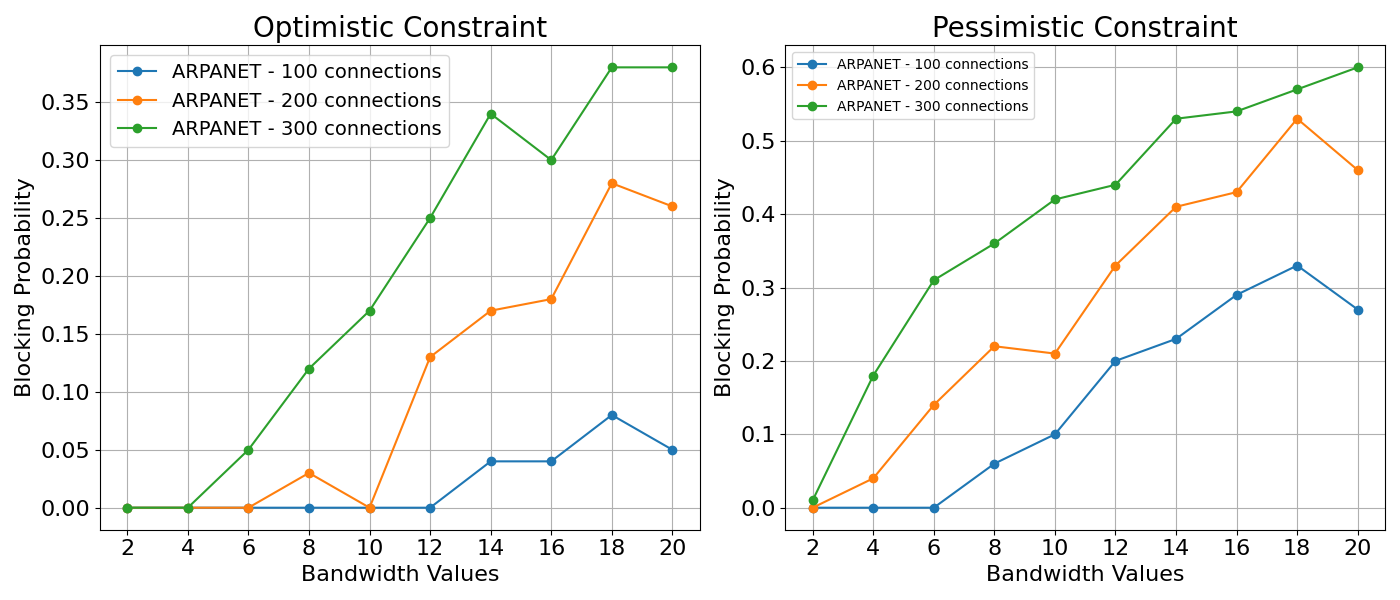 Optimistic Constraint
ARPANET - 100 connections
ARPANET - 200 connections
ARPANET - 300 connections
Blocking Probability
0.35
0.30
0.25
0.20
0.15
0.10
0.05
0.00
2 4 6 8 10 12 14 16 18 20
Bandwidth Values
Pessimistic Constraint
ARPANET - 100 connections
ARPANET - 200 connections
ARPANET - 300 connections
Blocking Probability
0.6
0.5
0.4
0.3
0.2
0.1
0.0
2 4 6 8 10 12 14 16 18 20
Bandwidth Values